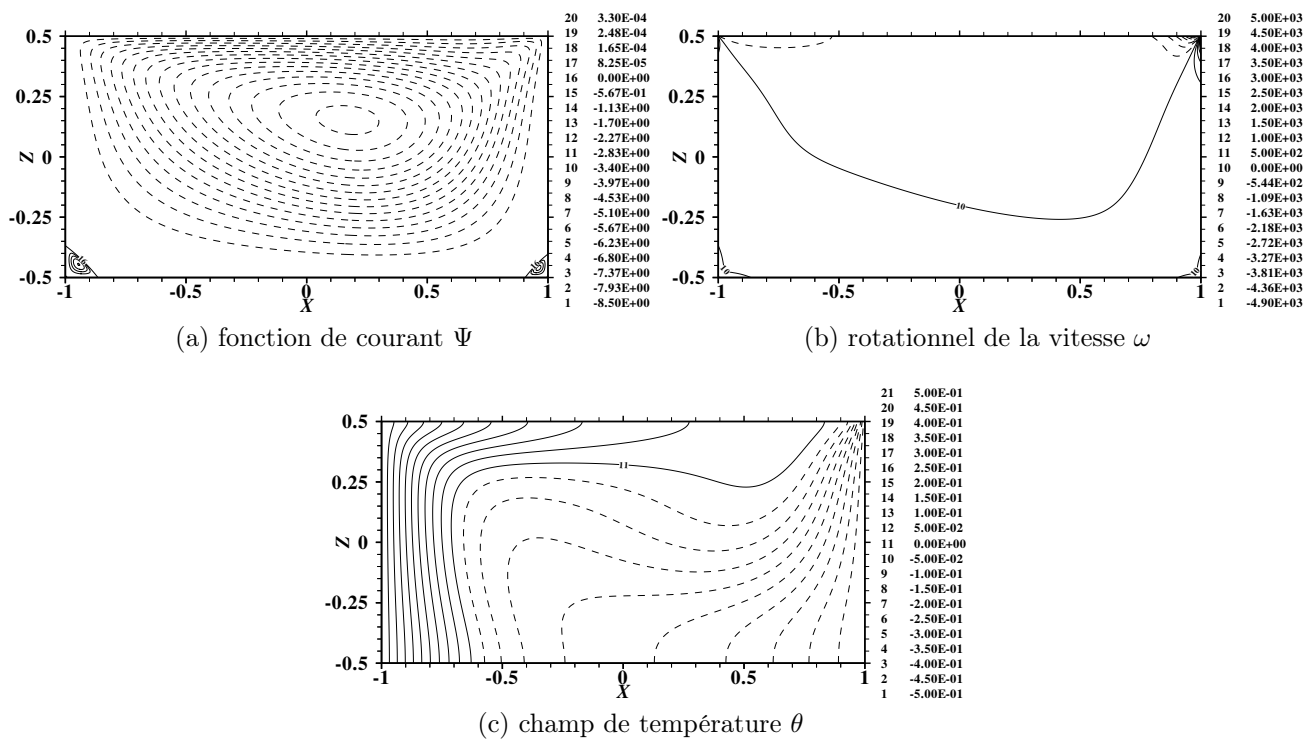 0.5
0.25
0
-0.25
-0.5
Z
-1
-0.5
0
0.5
1
X
16
16
20 3.30E-04
19 2.48E-04
18 1.65E-04
17 8.25E-05
16 0.00E+00
15 -5.67E-01
14 -1.13E+00
13 -1.70E+00
12 -2.27E+00
11 -2.83E+00
10 -3.40E+00
9 -3.97E+00
8 -4.53E+00
7 -5.10E+00
6 -5.67E+00
5 -6.23E+00
4 -6.80E+00
3 -7.37E+00
2 -7.93E+00
1 -8.50E+00
(a) fonction de courant Ψ
0.5
0.25
0
-0.25
-0.5
Z
-1
-0.5
0
0.5
1
X
10
10
10
20 5.00E+03
19 4.50E+03
18 4.00E+03
17 3.50E+03
16 3.00E+03
15 2.50E+03
14 2.00E+03
13 1.50E+03
12 1.00E+03
11 5.00E+02
10 0.00E+00
9 -5.44E+02
8 -1.09E+03
7 -1.63E+03
6 -2.18E+03
5 -2.72E+03
4 -3.27E+03
3 -3.81E+03
2 -4.36E+03
1 -4.90E+03
(b) rotationnel de la vitesse ω
0.5
0.25
0
-0.25
-0.5
Z
-1
-0.5
0
0.5
1
X
11
21 5.00E-01
20 4.50E-01
19 4.00E-01
18 3.50E-01
17 3.00E-01
16 2.50E-01
15 2.00E-01
14 1.50E-01
13 1.00E-01
12 5.00E-02
11 0.00E+00
10 -5.00E-02
9 -1.00E-01
8 -1.50E-01
7 -2.00E-01
6 -2.50E-01
5 -3.00E-01
4 -3.50E-01
3 -4.00E-01
2 -4.50E-01
1 -5.00E-01
(c) champ de température θ